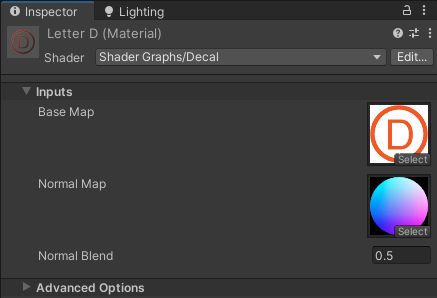 Inspector
Lighting
Letter D (Material)
Shader
Shader Graphs/Decal
Edit...
Inputs
Base Map
D
Select
Normal Map
Select
Normal Blend
0.5
Advanced Options